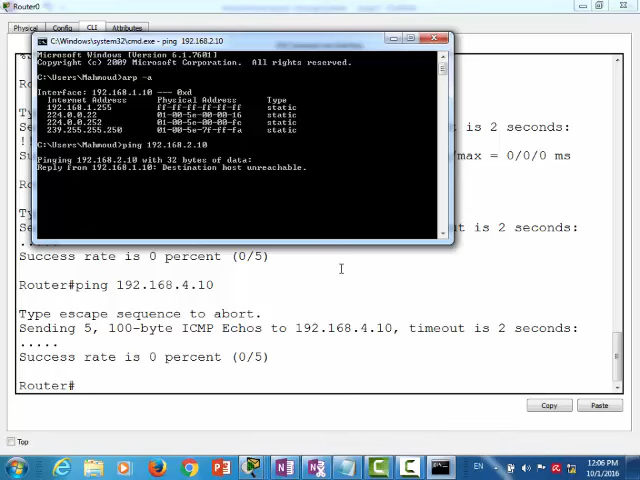 Router0
Physical Config CLI Attributes
C:\Windows\system32\cmd.exe - ping 192.168.2.10
Microsoft Windows [Version 6.1.7601]
Copyright (c) 2009 Microsoft Corporation. All rights reserved.
C:\Users\Mahmoud>arp -a
Interface: 192.168.1.10 --- 0xd
Internet Address Physical Address Type
192.168.1.255 ff-ff-ff-ff-ff-ff static
224.0.0.22 01-00-5e-00-00-16 static
224.0.0.252 01-00-5e-00-00-fc static
239.255.255.250 01-00-5e-7f-ff-fa static
C:\Users\Mahmoud>ping 192.168.2.10
Pinging 192.168.2.10 with 32 bytes of data:
Reply from 192.168.1.10: Destination host unreachable.
t is 2 seconds:
/max = 0/0/0 ms
ut is 2 seconds:
Success rate is 0 percent (0/5)
Router#ping 192.168.4.10
Type escape sequence to abort.
Sending 5, 100-byte ICMP Echos to 192.168.4.10, timeout is 2 seconds:
.....
Success rate is 0 percent (0/5)
Router#
Copy Paste
Top
EN
12:06 PM
10/1/2016